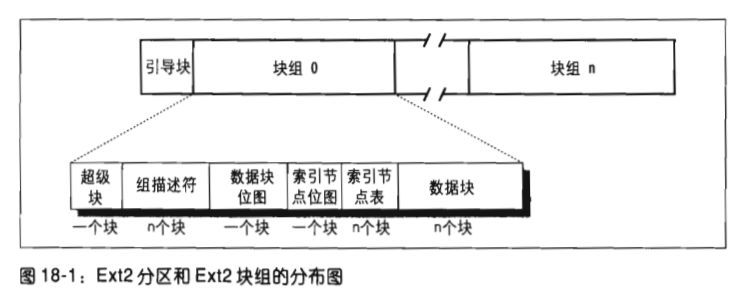 引导块 块组 0 块组 n
超级块 组描述符 数据块位图 索引节点位图 索引节点表 数据块
一个块 n个块 一个块 一个块 n个块 n个块
图 18-1：Ext2 分区和 Ext2 块组的分布图